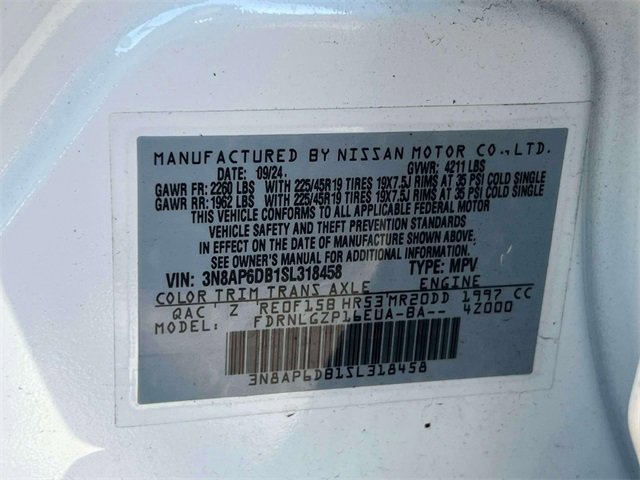 MANUFACTURED BY NISSAN MOTOR CO., LTD.
DATE: 09/24. GVWR: 4211 LBS
GAWR FR: 2260 LBS WITH 225/45R19 TIRES 19X7.5J RIMS AT 35 PSI COLD SINGLE
GAWR RR: 1962 LBS WITH 225/45R19 TIRES 19X7.5J RIMS AT 35 PSI COLD SINGLE
THIS VEHICLE CONFORMS TO ALL APPLICABLE FEDERAL MOTOR
VEHICLE SAFETY AND THEFT PREVENTION STANDARDS
IN EFFECT ON THE DATE OF MANUFACTURE SHOWN ABOVE.
SEE OWNER'S MANUAL FOR ADDITIONAL INFORMATION.
VIN: 3N8AP6DB1SL318458 TYPE: MPV
COLOR TRIM TRANS AXLE ENGINE
QAC Z RE0F15B HR53 MR20DD 1997 CC
MODEL: FDRNLGZP16EUA-BA-- 4Z000
3N8AP6DB1SL318458